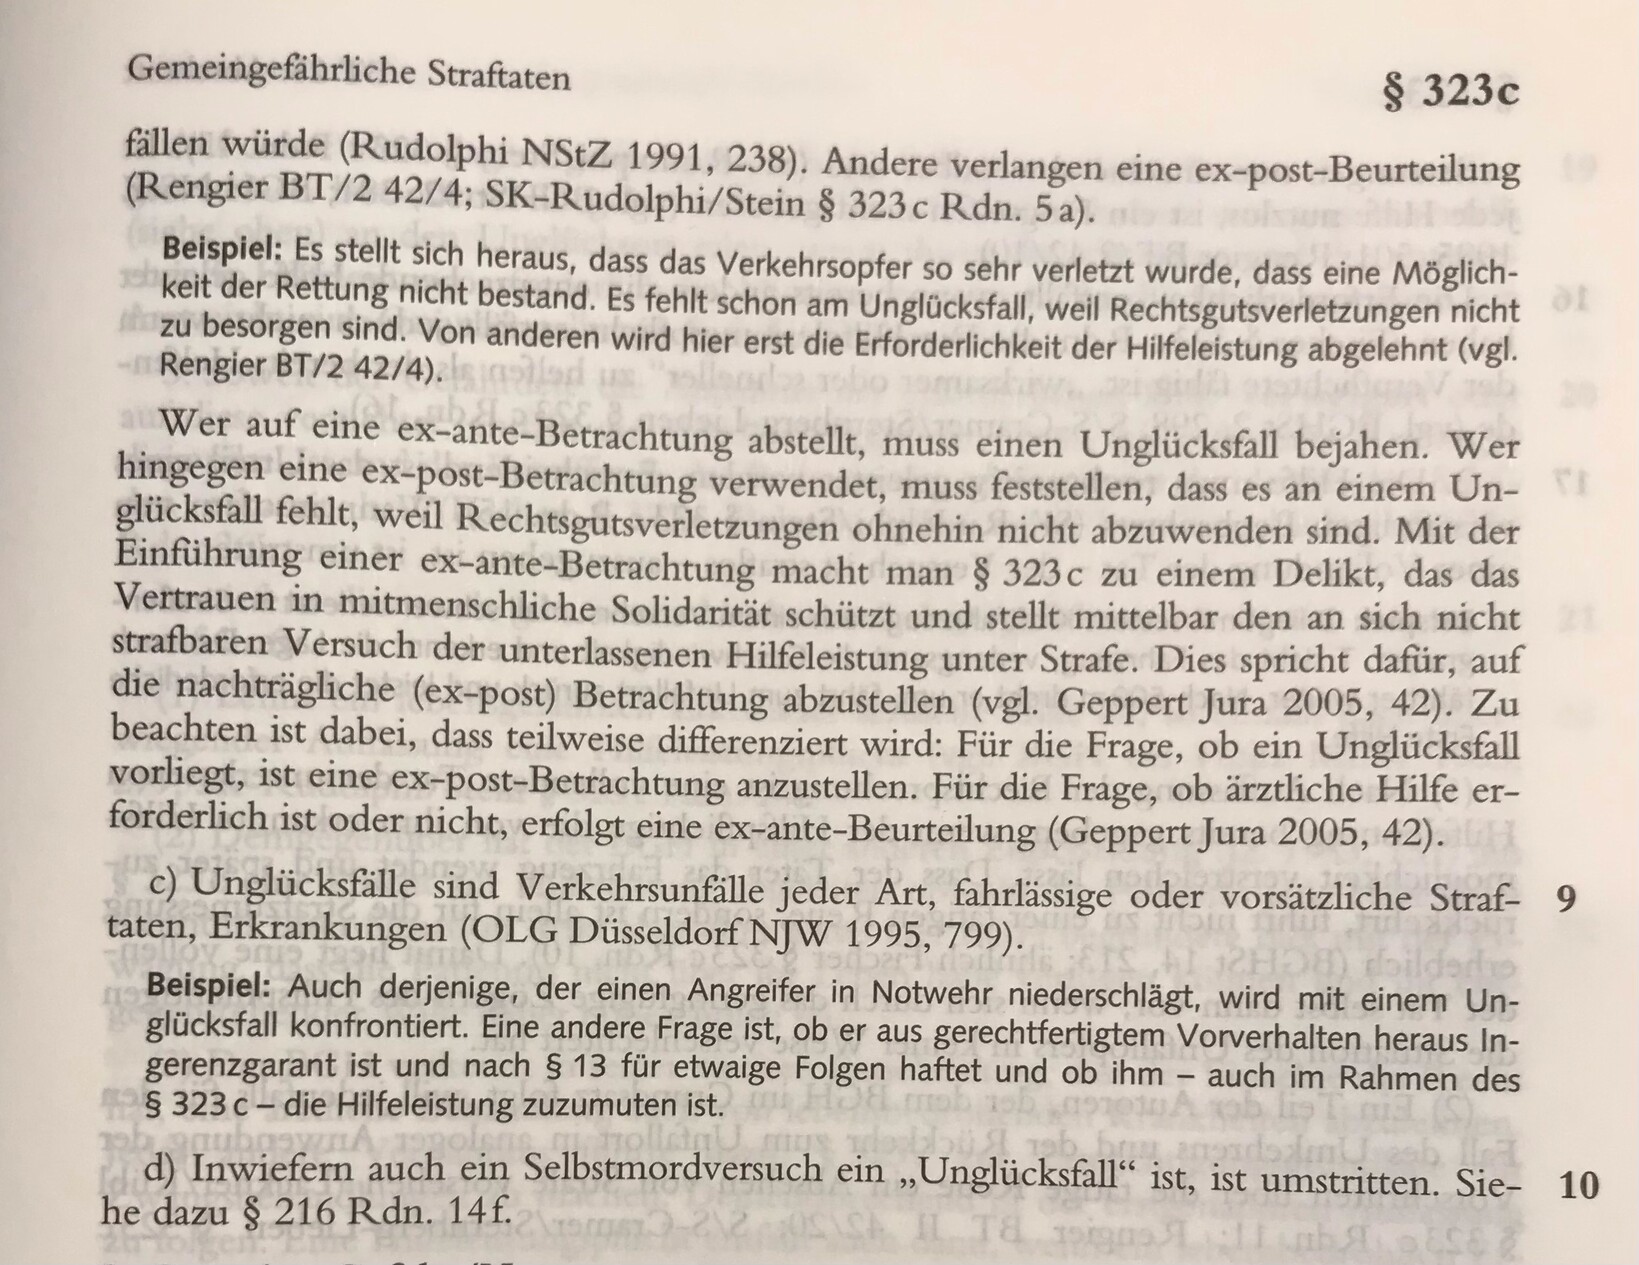 Gemeingefährliche Straftaten
§ 323c
fällen würde (Rudolphi NStZ 1991, 238). Andere verlangen eine ex-post-Beurteilung
(Rengier BT/2 42/4; SK-Rudolphi/Stein § 323c Rdn. 5a).
Beispiel: Es stellt sich heraus, dass das Verkehrsopfer so sehr verletzt wurde, dass eine Möglich-
keit der Rettung nicht bestand. Es fehlt schon am Unglücksfall, weil Rechtsgutsverletzungen nicht
zu besorgen sind. Von anderen wird hier erst die Erforderlichkeit der Hilfeleistung abgelehnt (vgl.
Rengier BT/2 42/4).
Wer auf eine ex-ante-Betrachtung abstellt, muss einen Unglücksfall bejahen. Wer
hingegen eine ex-post-Betrachtung verwendet, muss feststellen, dass es an einem Un-
glücksfall fehlt, weil Rechtsgutsverletzungen ohnehin nicht abzuwenden sind. Mit der
Einführung einer ex-ante-Betrachtung macht man § 323c zu einem Delikt, das das
Vertrauen in mitmenschliche Solidarität schützt und stellt mittelbar den an sich nicht
strafbaren Versuch der unterlassenen Hilfeleistung unter Strafe. Dies spricht dafür, auf
die nachträgliche (ex-post) Betrachtung abzustellen (vgl. Geppert Jura 2005, 42). Zu
beachten ist dabei, dass teilweise differenziert wird: Für die Frage, ob ein Unglücksfall
vorliegt, ist eine ex-post-Betrachtung anzustellen. Für die Frage, ob ärztliche Hilfe er-
forderlich ist oder nicht, erfolgt eine ex-ante-Beurteilung (Geppert Jura 2005, 42).
c) Unglücksfälle sind Verkehrsunfälle jeder Art, fahrlässige oder vorsätzliche Straf- 9
taten, Erkrankungen (OLG Düsseldorf NJW 1995, 799).
Beispiel: Auch derjenige, der einen Angreifer in Notwehr niederschlägt, wird mit einem Un-
glücksfall konfrontiert. Eine andere Frage ist, ob er aus gerechtfertigtem Vorverhalten heraus In-
gerenzgarant ist und nach § 13 für etwaige Folgen haftet und ob ihm – auch im Rahmen des
§ 323c – die Hilfeleistung zuzumuten ist.
d) Inwiefern auch ein Selbstmordversuch ein „Unglücksfall“ ist, ist umstritten. Sie- 10
he dazu § 216 Rdn. 14f.